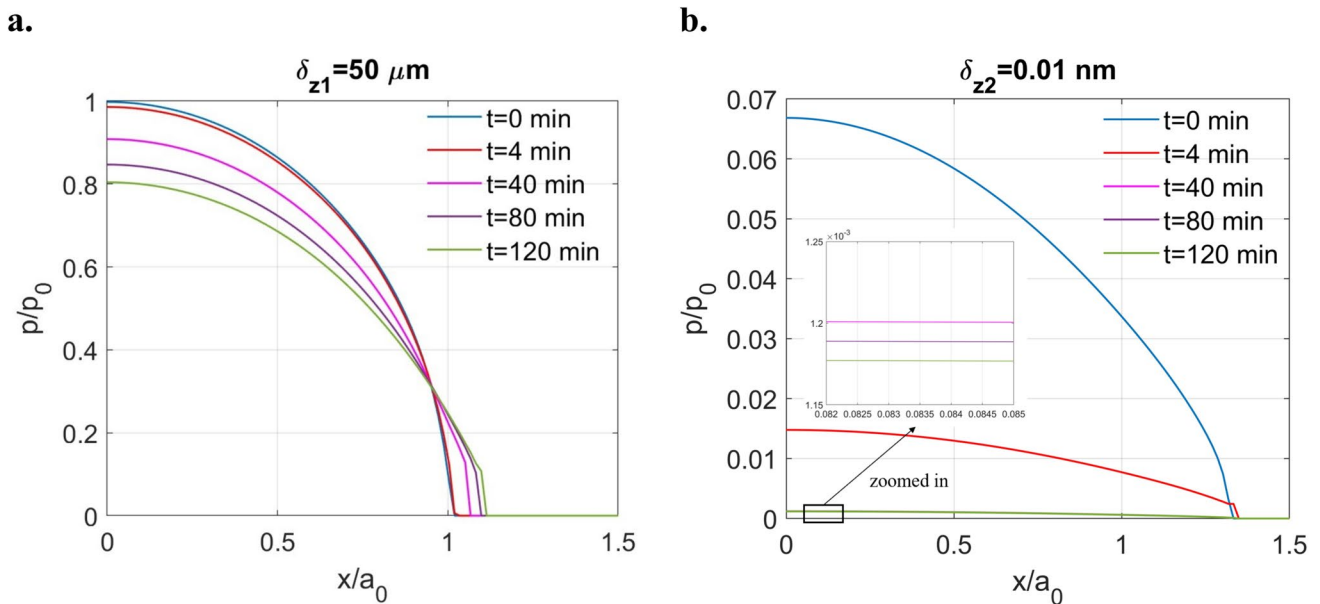 a.
δz1=50 μm
1
0.8
0.6
0.4
0.2
0
p/p0
0
0.5
1
1.5
x/a0
t=0 min
t=4 min
t=40 min
t=80 min
t=120 min
b.
δz2=0.01 nm
0.07
0.06
0.05
0.04
0.03
0.02
0.01
0
p/p0
0
0.5
1
1.5
x/a0
t=0 min
t=4 min
t=40 min
t=80 min
t=120 min
×10-3
1.25
1.2
1.15
0.082 0.0825 0.083 0.0835 0.084 0.0845 0.085
zoomed in